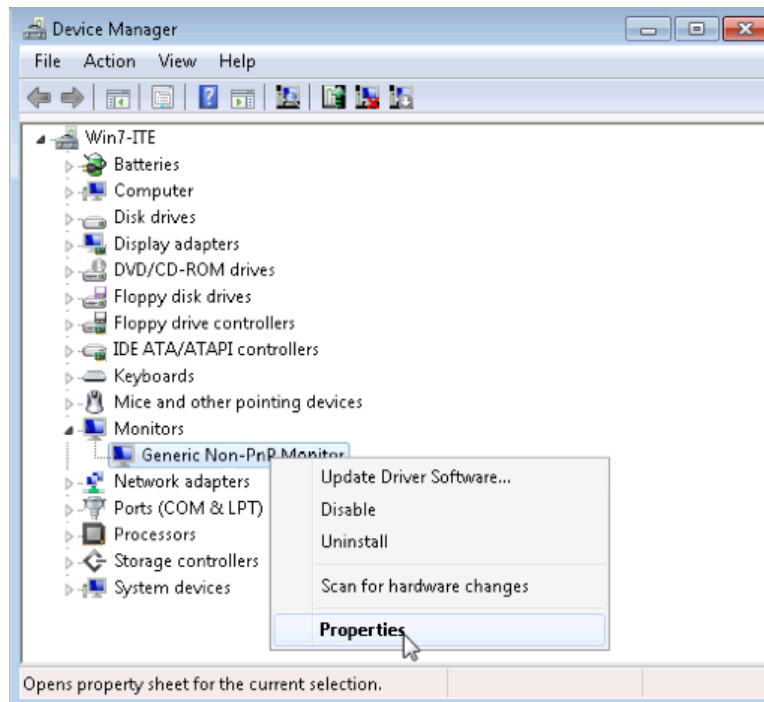 Device Manager
File Action View Help
Win7-ITE
Batteries
Computer
Disk drives
Display adapters
DVD/CD-ROM drives
Floppy disk drives
Floppy drive controllers
IDE ATA/ATAPI controllers
Keyboards
Mice and other pointing devices
Monitors
Generic Non-PnP Monitor
Network adapters
Ports (COM & LPT)
Processors
Storage controllers
System devices
Update Driver Software...
Disable
Uninstall
Scan for hardware changes
Properties
Opens property sheet for the current selection.